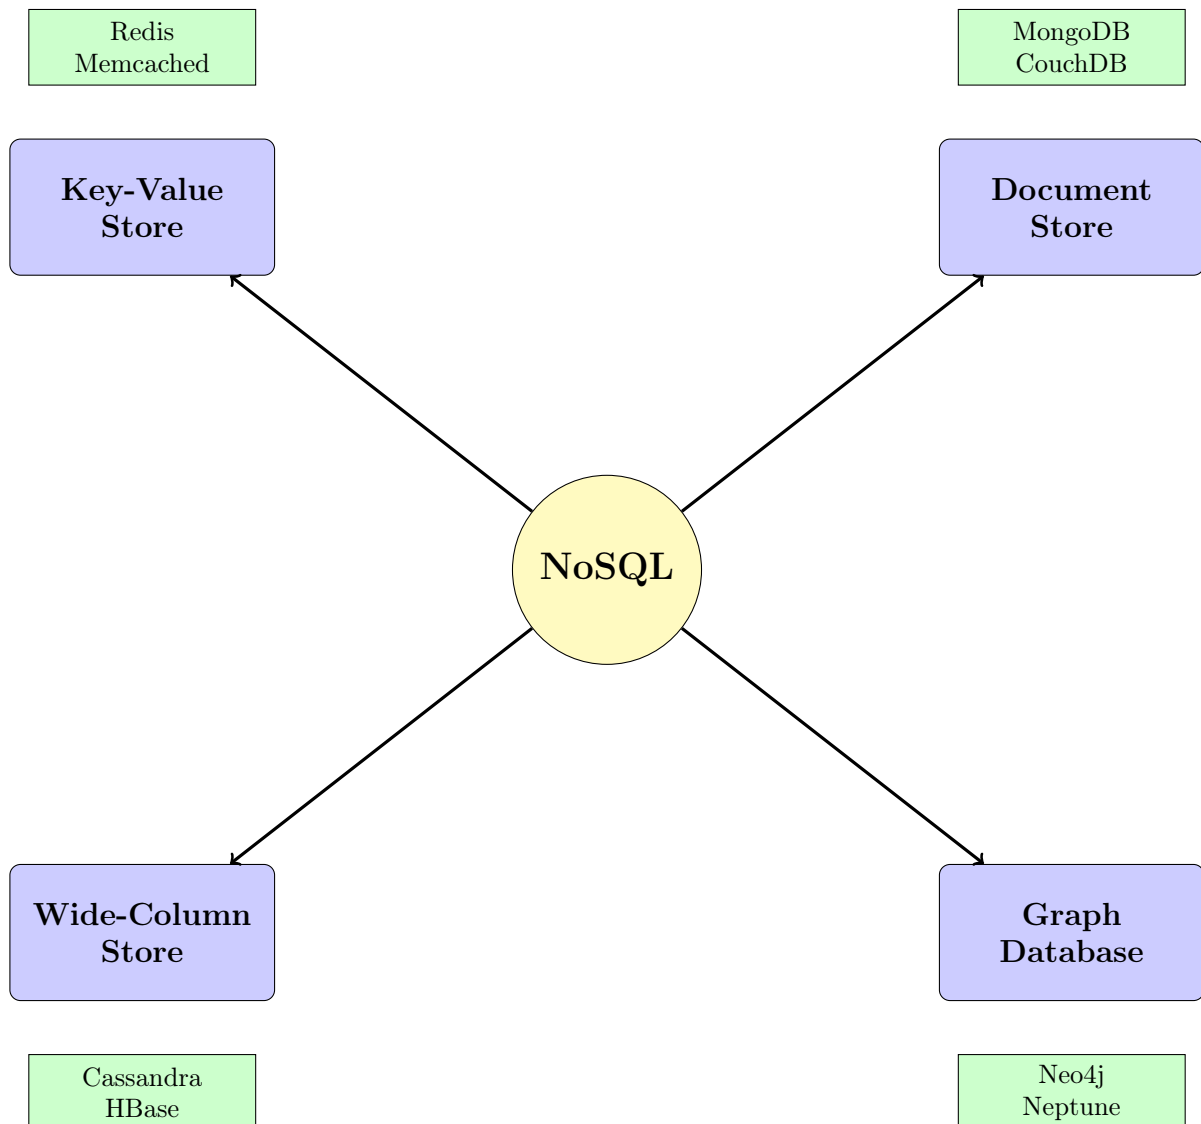 Redis
Memcached
MongoDB
CouchDB
Key-Value
Store
Document
Store
NoSQL
Wide-Column
Store
Graph
Database
Cassandra
HBase
Neo4j
Neptune